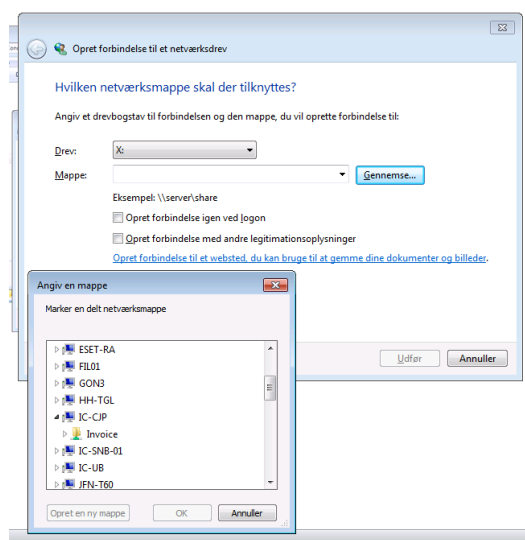 Opret forbindelse til et netværksdrev
Hvilken netværksmappe skal der tilknyttes?
Angiv et drevbogstav til forbindelsen og den mappe, du vil oprette forbindelse til:
Drev: X:
Mappe: Gennemse...
Eksempel: \\server\share
Opret forbindelse igen ved logon
Opret forbindelse med andre legitimationsoplysninger
Opret forbindelse til et websted, du kan bruge til at gemme dine dokumenter og billeder.
Udfør Annuller
Angiv en mappe
Marker en delt netværksmappe
ESET-RA
FIL01
GON3
HH-TGL
IC-CJP
Invoice
IC-SNB-01
IC-UB
JFN-T60
Opret en ny mappe OK Annuller